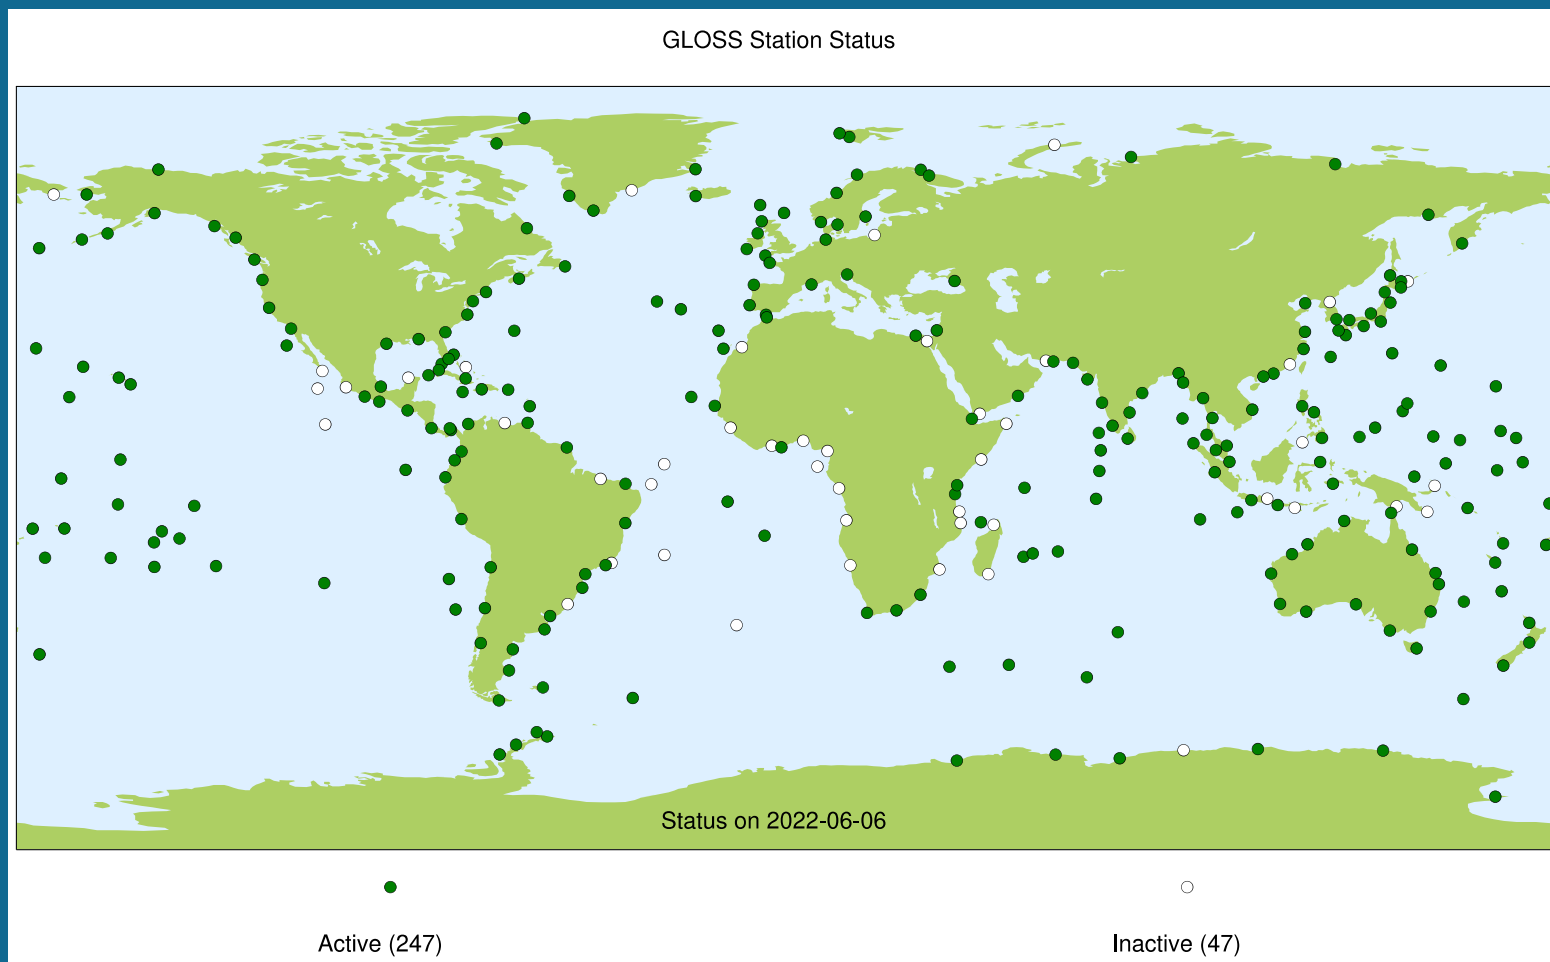 GLOSS Station Status
Status on 2022-06-06
Active (247)
Inactive (47)